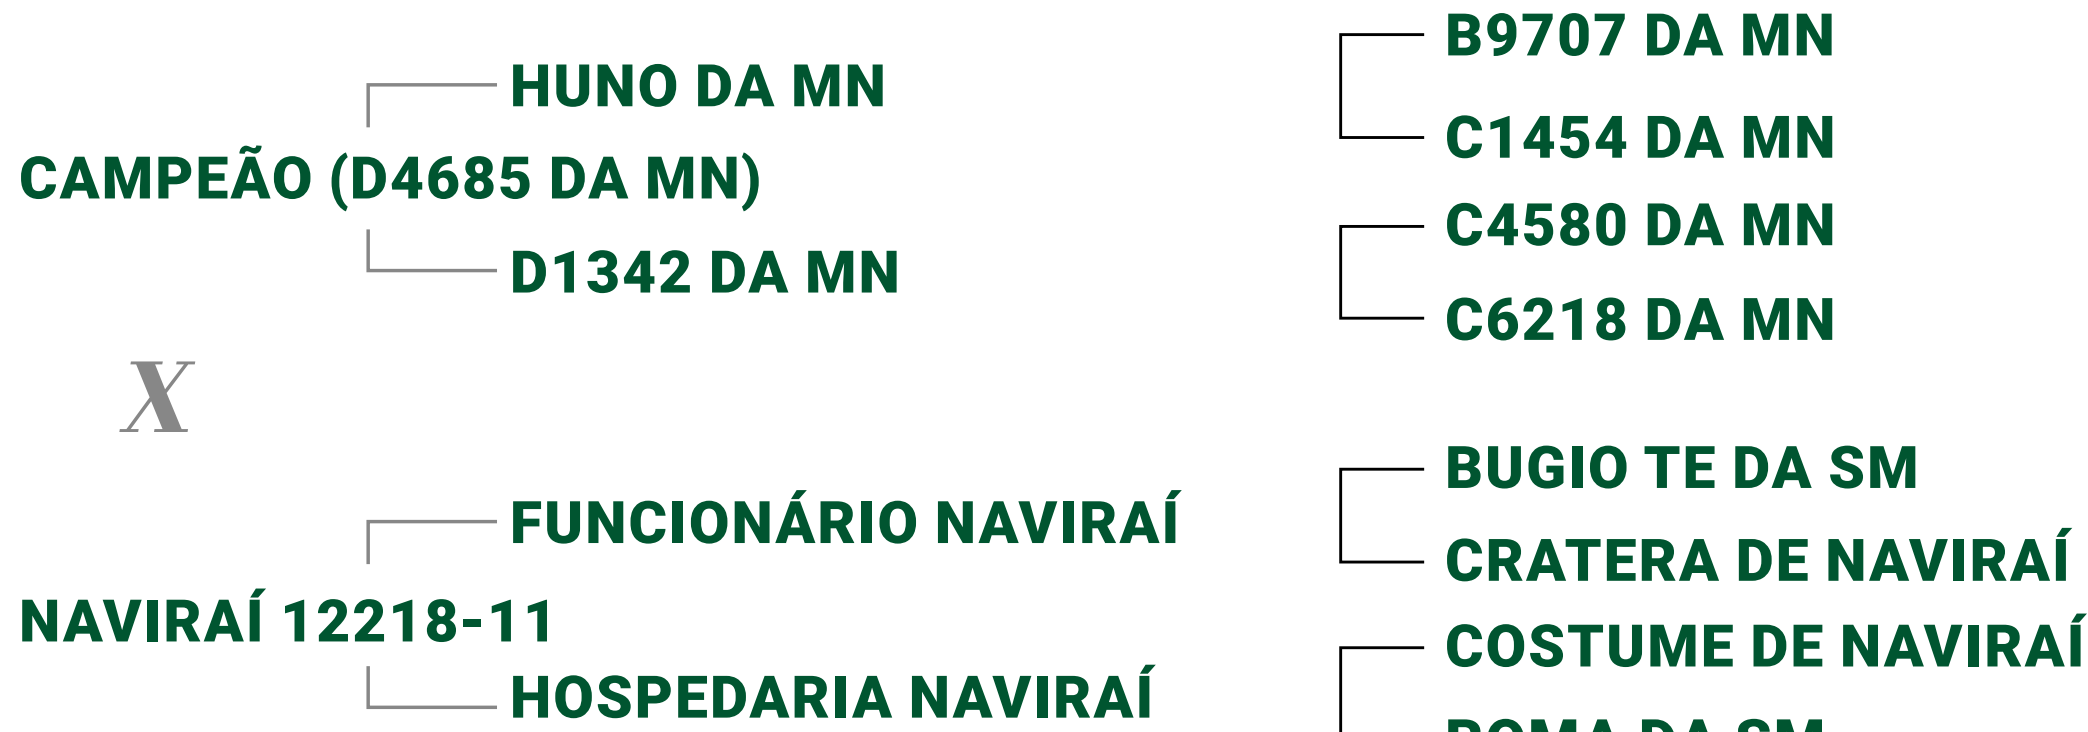 B9707 DA MN
HUNO DA MN
C1454 DA MN
CAMPEÃO (D4685 DA MN)
C4580 DA MN
D1342 DA MN
C6218 DA MN
X
BUGIO TE DA SM
FUNCIONÁRIO NAVIRAÍ
CRATERA DE NAVIRAÍ
NAVIRAÍ 12218-11
COSTUME DE NAVIRAÍ
HOSPEDARIA NAVIRAÍ
DA SM